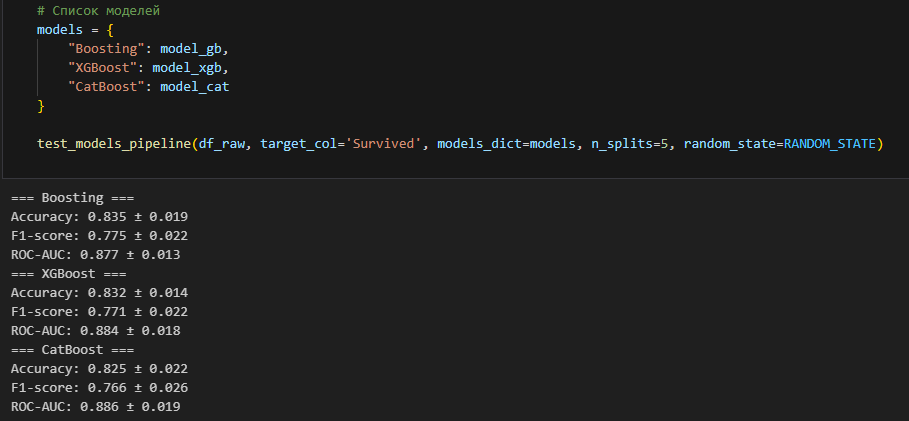 # Список моделей
models = {
    "Boosting": model_gb,
    "XGBoost": model_xgb,
    "CatBoost": model_cat
}
test_models_pipeline(df_raw, target_col='Survived', models_dict=models, n_splits=5, random_state=RANDOM_STATE)
=== Boosting ===
Accuracy: 0.835 ± 0.019
F1-score: 0.775 ± 0.022
ROC-AUC: 0.877 ± 0.013
=== XGBoost ===
Accuracy: 0.832 ± 0.014
F1-score: 0.771 ± 0.022
ROC-AUC: 0.884 ± 0.018
=== CatBoost ===
Accuracy: 0.825 ± 0.022
F1-score: 0.766 ± 0.026
ROC-AUC: 0.886 ± 0.019